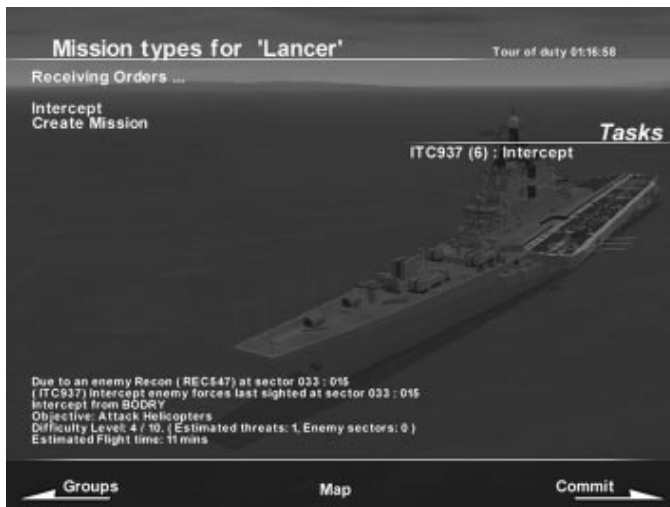 Mission types for 'Lancer'
Tour of duty 01:16:58
Receiving Orders ...
Intercept
Create Mission
Tasks
ITC937 (6) : Intercept
Due to an enemy Recon ( REC547) at sector 033 : 015
( ITC937) Intercept enemy forces last sighted at sector 033 : 015
Intercept from BODRY
Objective: Attack Helicopters
Difficulty Level: 4 / 10. ( Estimated threats: 1, Enemy sectors: 0 )
Estimated Flight time: 11 mins
Groups
Map
Commit